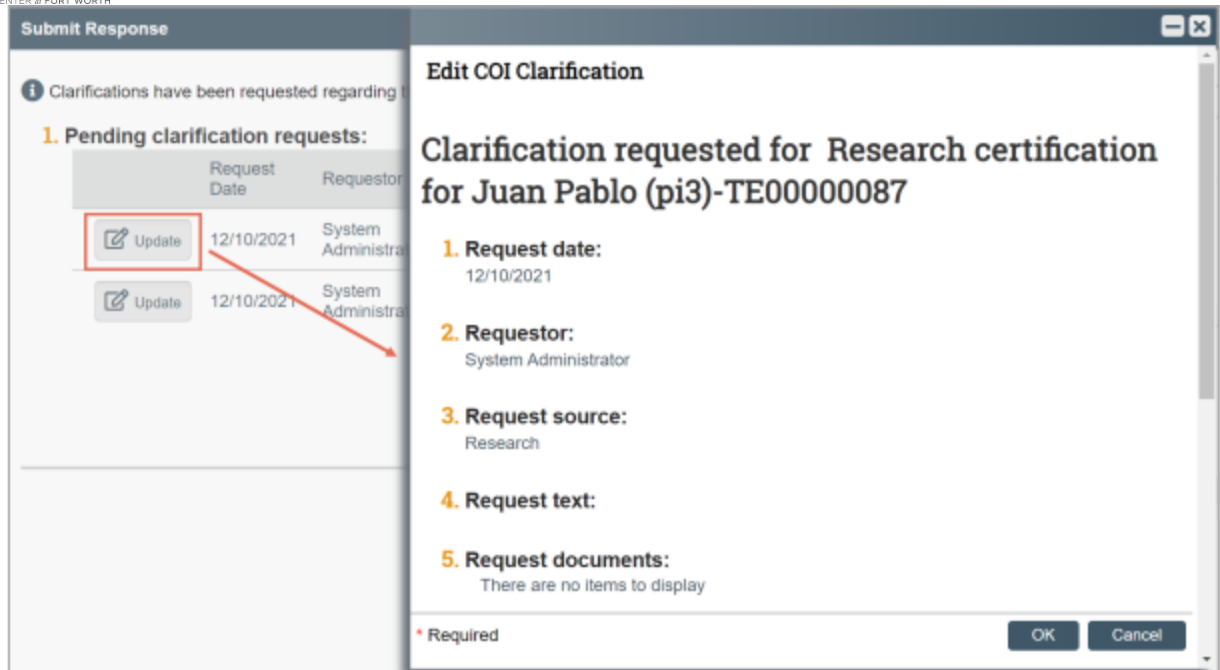 ENTER // FORT WORTH
Submit Response
Clarifications have been requested regarding
1. Pending clarification requests:
Request
Date
Requestor
Update
12/10/2021
System
Update
12/10/2021
System
Edit COI Clarification
Clarification requested for Research certification
for Juan Pablo (pi3)-TE00000087
1. Request date:
12/10/2021
2. Requestor:
System Administrator
3. Request source:
Research
4. Request text:
5. Request documents:
There are no items to display
* Required
OK
Cancel